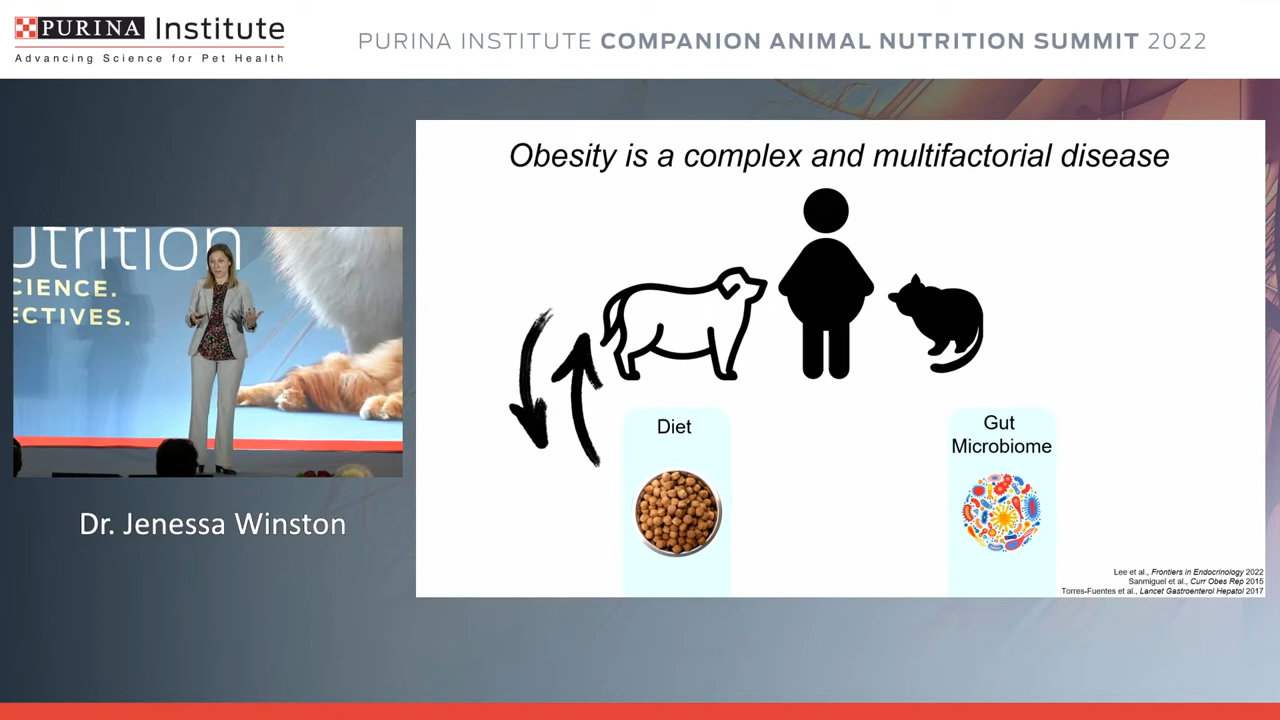 PURINA Institute
Advancing Science for Pet Health
PURINA INSTITUTE COMPANION ANIMAL NUTRITION SUMMIT 2022
utrition
CIENCE.
ECTIVES.
Dr. Jenessa Winston
Obesity is a complex and multifactorial disease
Diet
Gut
Microbiome
Lee et al., Frontiers in Endocrinology 2022
Sanmiguel et al., Curr Obes Rep 2015
Torres-Fuentes et al., Lancet Gastroenterol Hepatol 2017